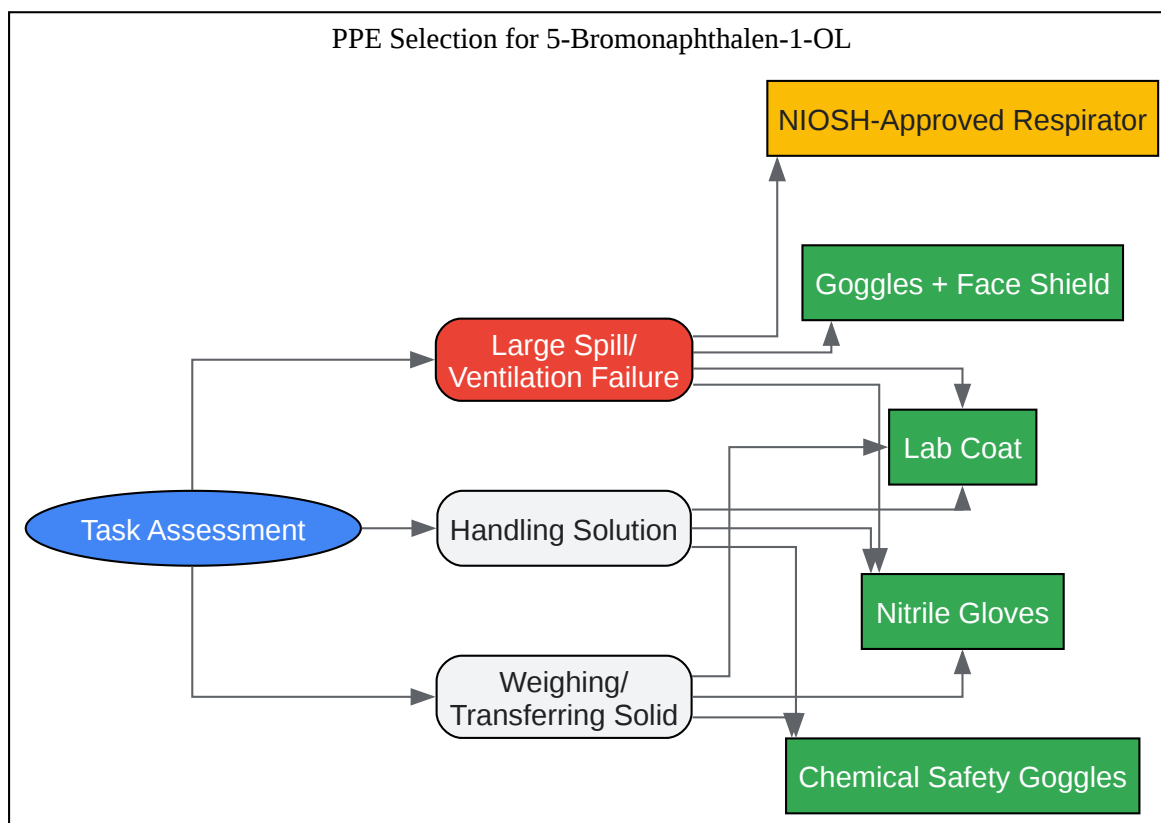 PPE Selection for 5-Bromonaphthalen-1-OL
NIOSH-Approved Respirator
Goggles + Face Shield
Large Spill/
Ventilation Failure
Lab Coat
Task Assessment
Handling Solution
Nitrile Gloves
Weighing/
Transferring Solid
Chemical Safety Goggles